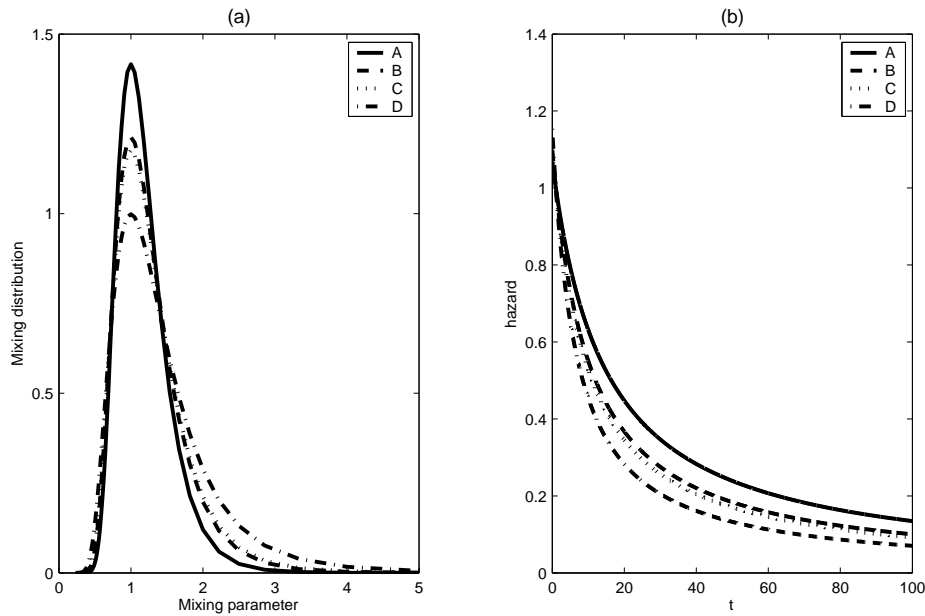 (a)
1.5
1
0.5
0
0 1 2 3 4 5
Mixing distribution
Mixing parameter
A
B
C
D
(b)
1.4
1.2
1
0.8
0.6
0.4
0.2
0
0 20 40 60 80 100
hazard
t
A
B
C
D